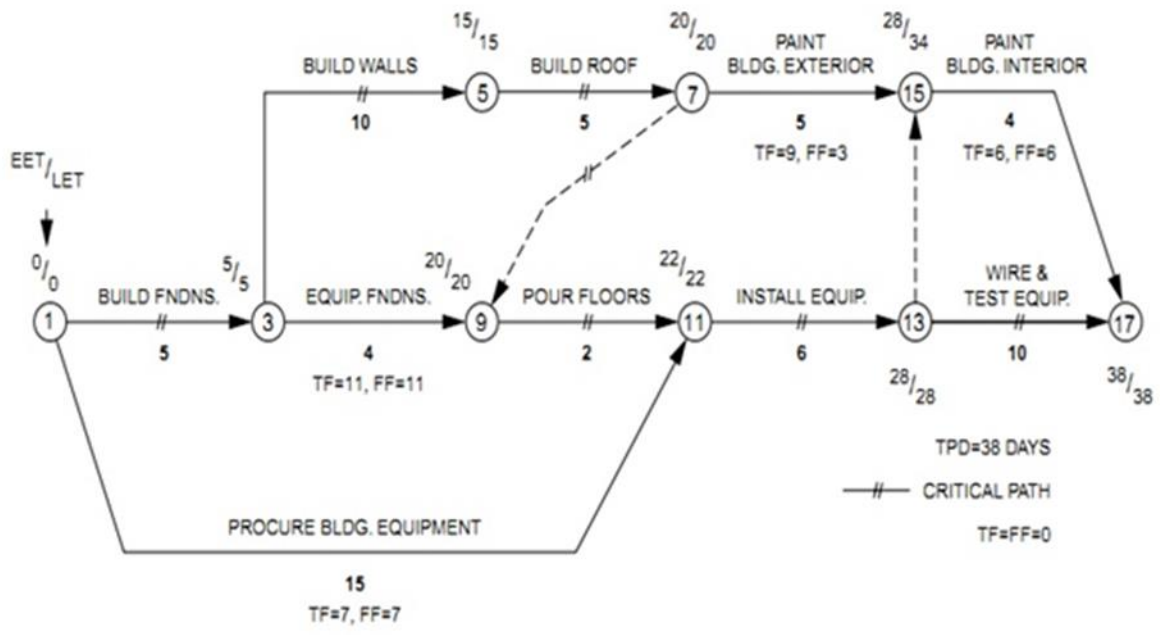 15/15
20/20
28/34
BUILD WALLS
BUILD ROOF
PAINT
BLDG. EXTERIOR
PAINT
BLDG. INTERIOR
5
7
15
10
5
5
TF=9, FF=3
4
TF=6, FF=6
EET/LET
0/0
5/5
20/20
22/22
BUILD FNDNS.
EQUIP. FNDNS.
POUR FLOORS
INSTALL EQUIP.
WIRE &
TEST EQUIP.
1
3
9
11
13
17
5
4
TF=11, FF=11
2
6
10
28/28
38/38
TPD=38 DAYS
CRITICAL PATH
TF=FF=0
PROCURE BLDG. EQUIPMENT
15
TF=7, FF=7